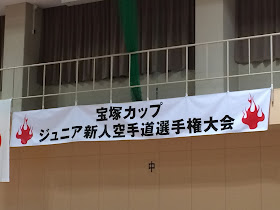 宝塚カップ
ジュニア新人空手道選手権大会
中